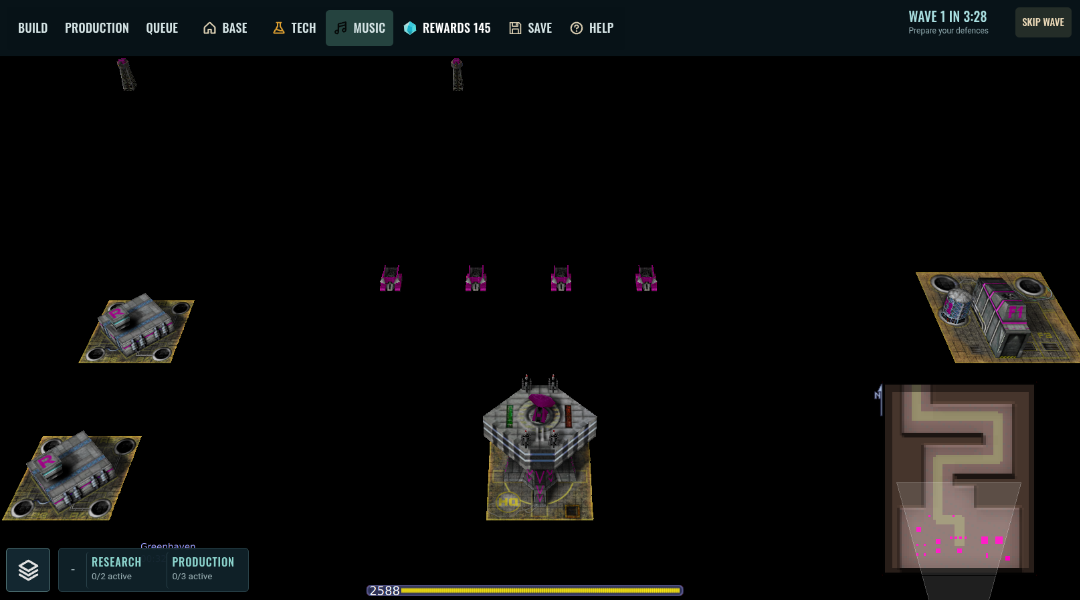 BUILD
PRODUCTION
QUEUE
BASE
TECH
MUSIC
REWARDS 145
SAVE
HELP
WAVE 1 IN 3:28
Prepare your defences
SKIP WAVE
R
R
HQ
N
Greenhaven
-
RESEARCH
0/2 active
PRODUCTION
0/3 active
2588